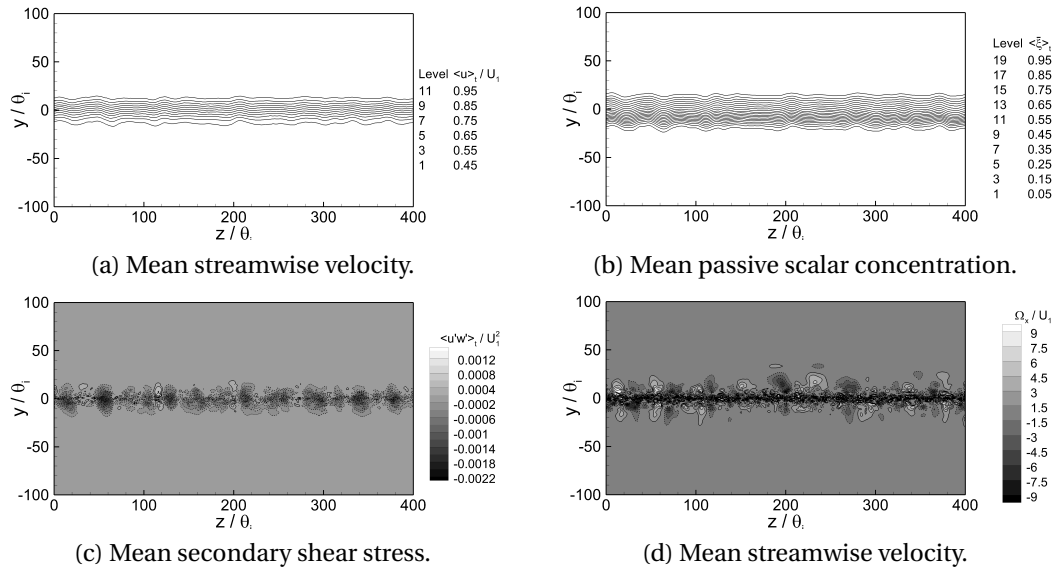 100
50
0
-50
-100
y / θi
0 100 200 300 400
z / θi
Level <u>t / U1
11 0.95
9 0.85
7 0.75
5 0.65
3 0.55
1 0.45
(a) Mean streamwise velocity.
100
50
0
-50
-100
y / θi
0 100 200 300 400
z / θi
Level <ξ̄>t
19 0.95
17 0.85
15 0.75
13 0.65
11 0.55
9 0.45
7 0.35
5 0.25
3 0.15
1 0.05
(b) Mean passive scalar concentration.
100
50
0
-50
-100
y / θi
0 100 200 300 400
z / θi
<u'w'>t / U1²
0.0012
0.0004
-0.0002
-0.0006
-0.001
-0.0014
-0.0018
-0.0022
(c) Mean secondary shear stress.
100
50
0
-50
-100
y / θi
0 100 200 300 400
z / θi
Ωx / U1
9
7.5
6
4.5
3
1.5
-1.5
-3
-4.5
-6
-7.5
-9
(d) Mean streamwise velocity.